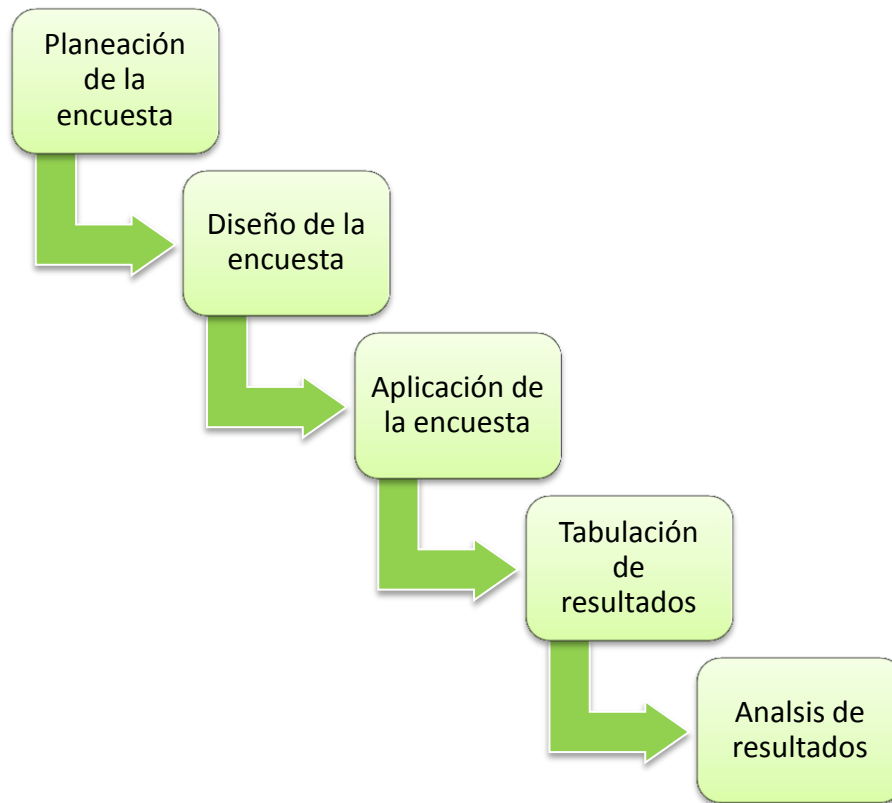 Planeación
de la
encuesta
Diseño de la
encuesta
Aplicación de
la encuesta
Tabulación
de
resultados
Analsis de
resultados